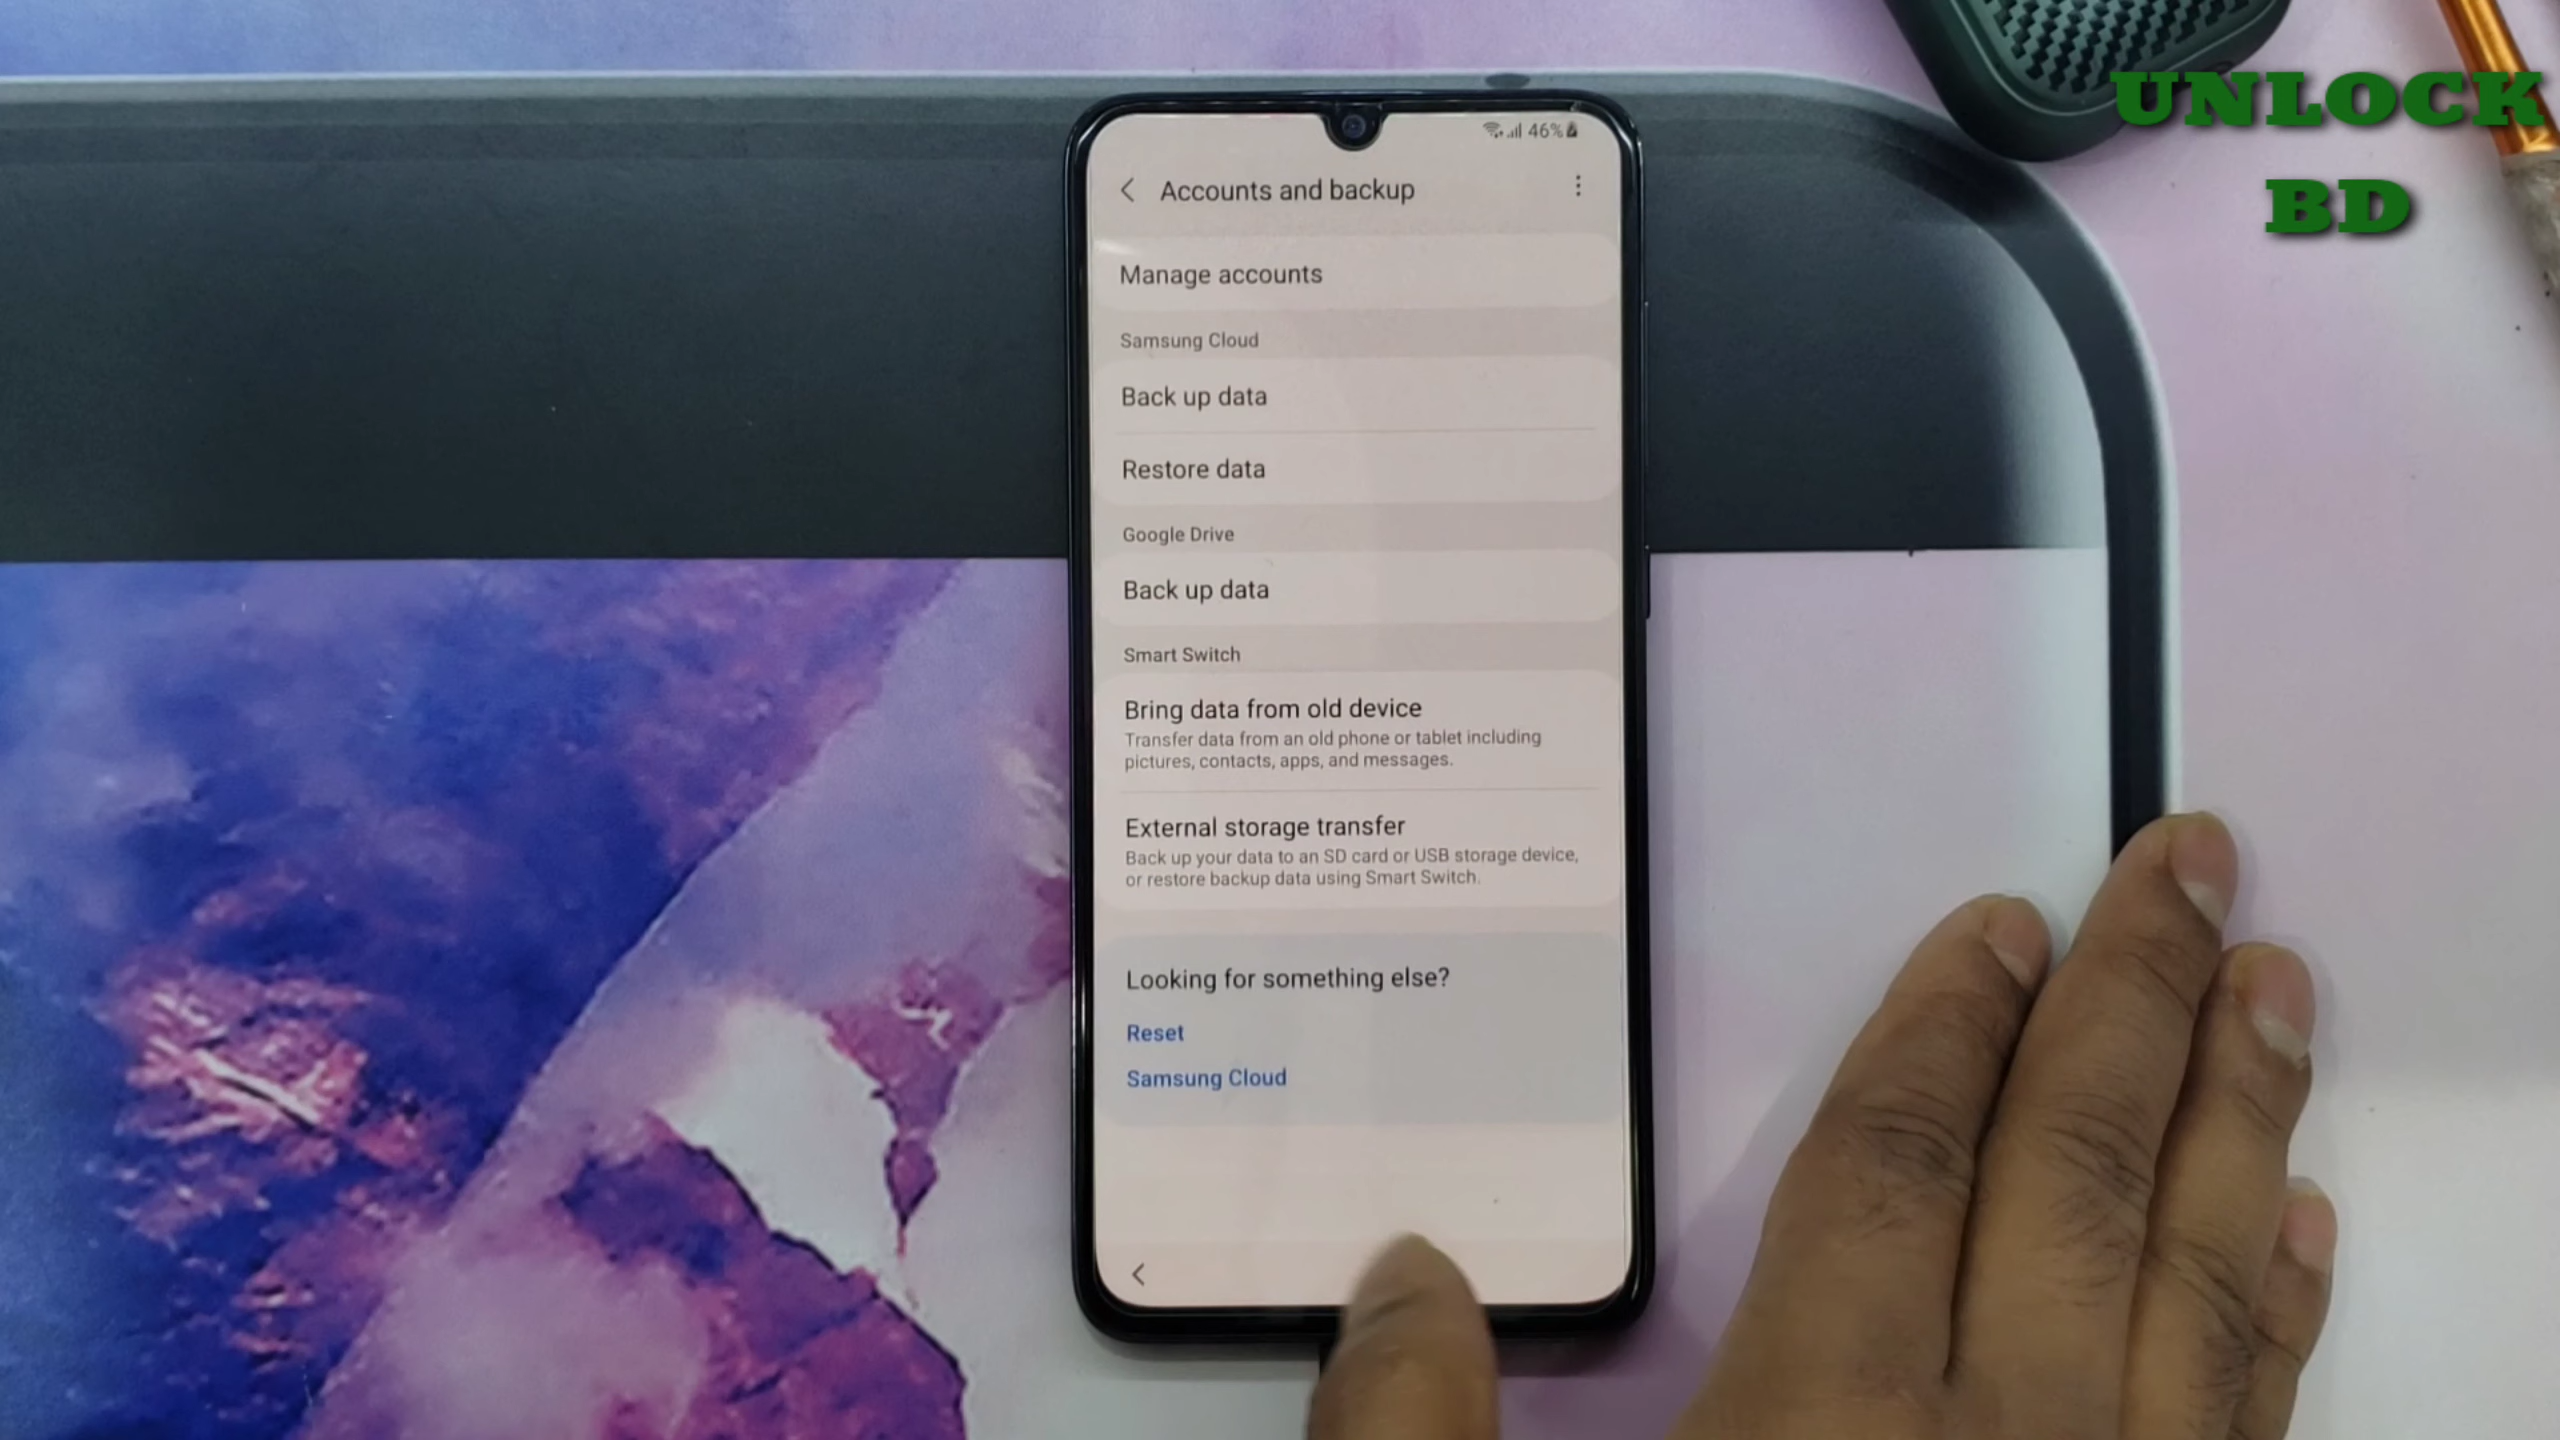 UNLOCK
BD
46%
Accounts and backup
Manage accounts
Samsung Cloud
Back up data
Restore data
Google Drive
Back up data
Smart Switch
Bring data from old device
Transfer data from an old phone or tablet including
pictures, contacts, apps, and messages.
External storage transfer
Back up your data to an SD card or USB storage device,
or restore backup data using Smart Switch.
Looking for something else?
Reset
Samsung Cloud